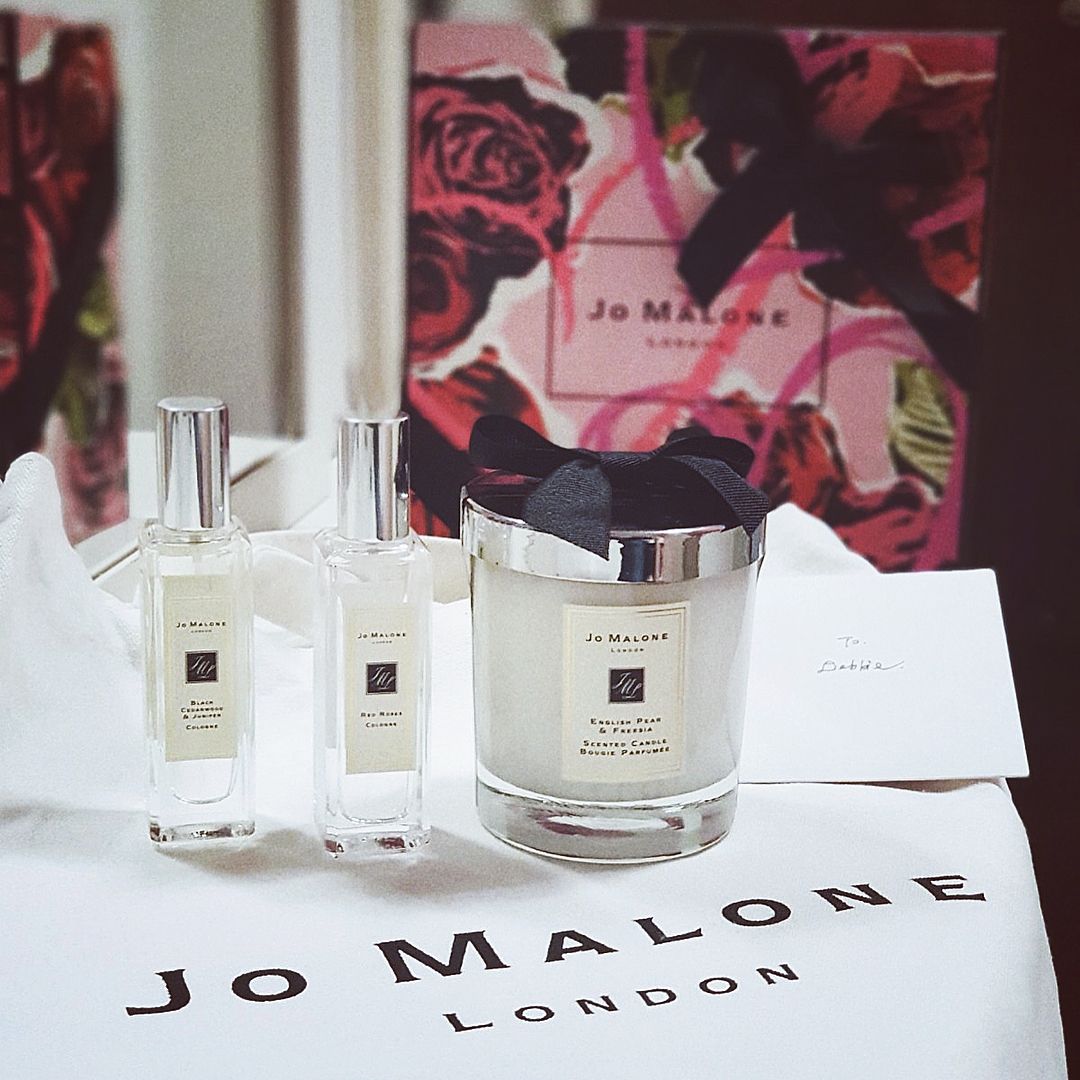 Jo Malone
London
Jo Malone
London
Black
Cedarwood
& Juniper
Cologne
Jo Malone
London
Red Roses
Cologne
Jo Malone
London
English Pear
& Freesia
Scented Candle
Bougie Parfumée
To.
Debbie.
Jo Malone
London